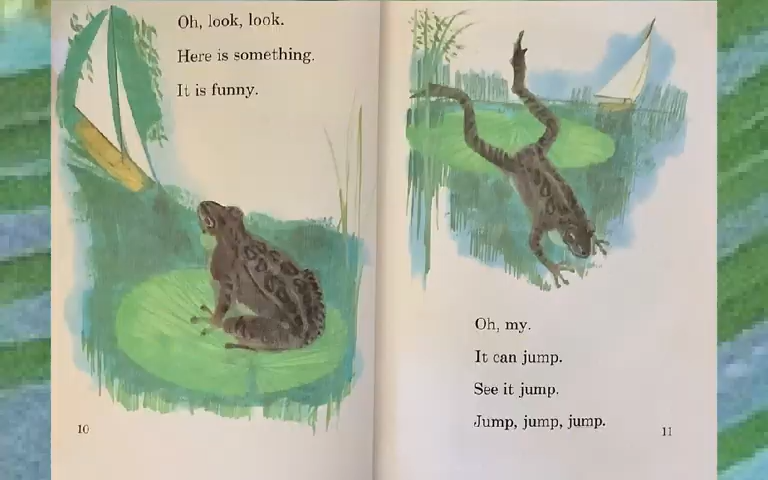 Oh, look, look.
Here is something.
It is funny.
10
Oh, my.
It can jump.
See it jump.
Jump, jump, jump.
11